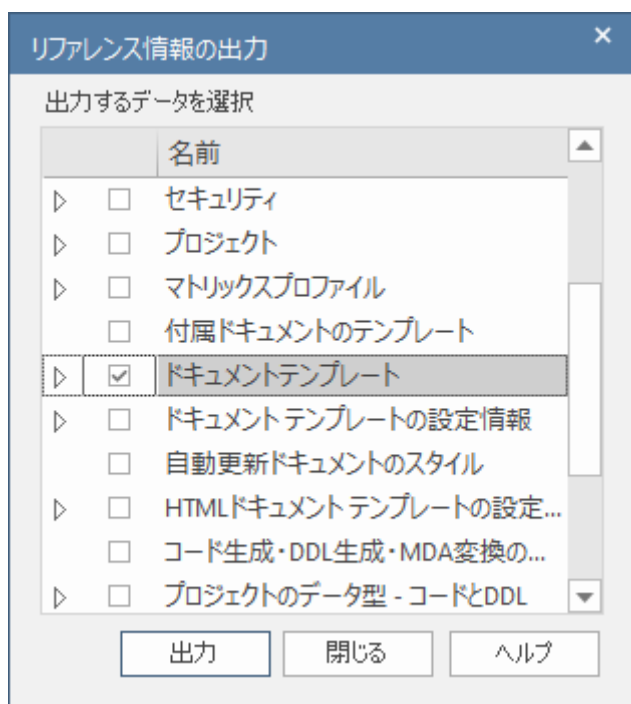 リファレンス情報の出力
出力するデータを選択
名前
セキュリティ
プロジェクト
マトリックスプロファイル
付属ドキュメントのテンプレート
ドキュメントテンプレート
ドキュメント テンプレートの設定情報
自動更新ドキュメントのスタイル
HTMLドキュメント テンプレートの設定...
コード生成・DDL生成・MDA変換の...
プロジェクトのデータ型 - コードとDDL
出力 閉じる ヘルプ